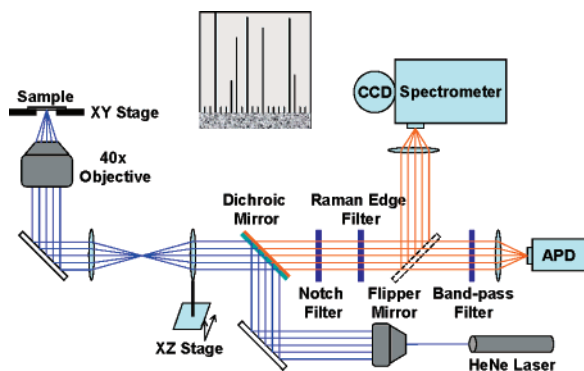 Sample
XY Stage
40x
Objective
CCD
Spectrometer
Dichroic
Mirror
Raman Edge
Filter
Notch
Filter
Flipper
Mirror
Band-pass
Filter
APD
XZ Stage
HeNe Laser